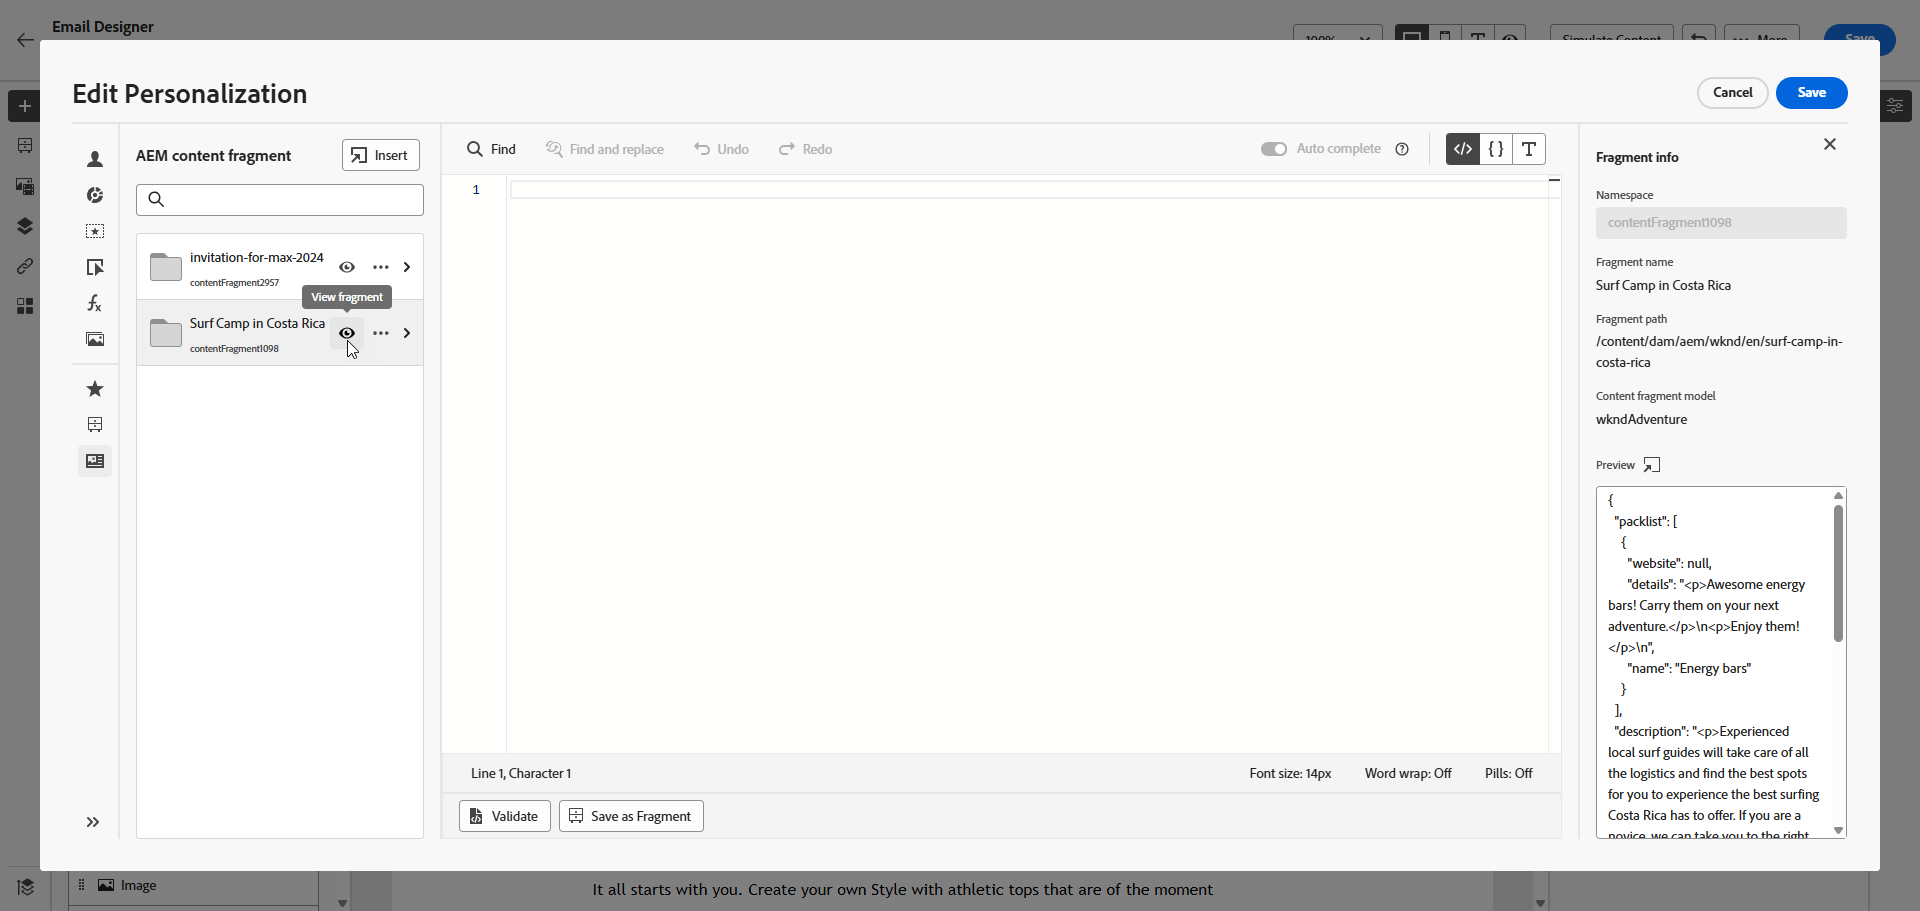 Email Designer
100%
Simulate Content
More
Save
Edit Personalization
Cancel
Save
AEM content fragment
Insert
invitation-for-max-2024
contentFragment2957
View fragment
Surf Camp in Costa Rica
contentFragment1098
Find
Find and replace
Undo
Redo
Auto complete
1
Line 1, Character 1
Font size: 14px
Word wrap: Off
Pills: Off
Validate
Save as Fragment
Fragment info
Namespace
contentFragment1098
Fragment name
Surf Camp in Costa Rica
Fragment path
/content/dam/aem/wknd/en/surf-camp-in-
costa-rica
Content fragment model
wkndAdventure
Preview
{
"packlist": [
{
"website": null,
"details": "<p>Awesome energy
bars! Carry them on your next
adventure.</p>\n<p>Enjoy them!
</p>\n",
"name": "Energy bars"
}
],
"description": "<p>Experienced
local surf guides will take care of all
the logistics and find the best spots
for you to experience the best surfing
Costa Rica has to offer. If you are a
novice, we can take you to the right
Image
It all starts with you. Create your own Style with athletic tops that are of the moment